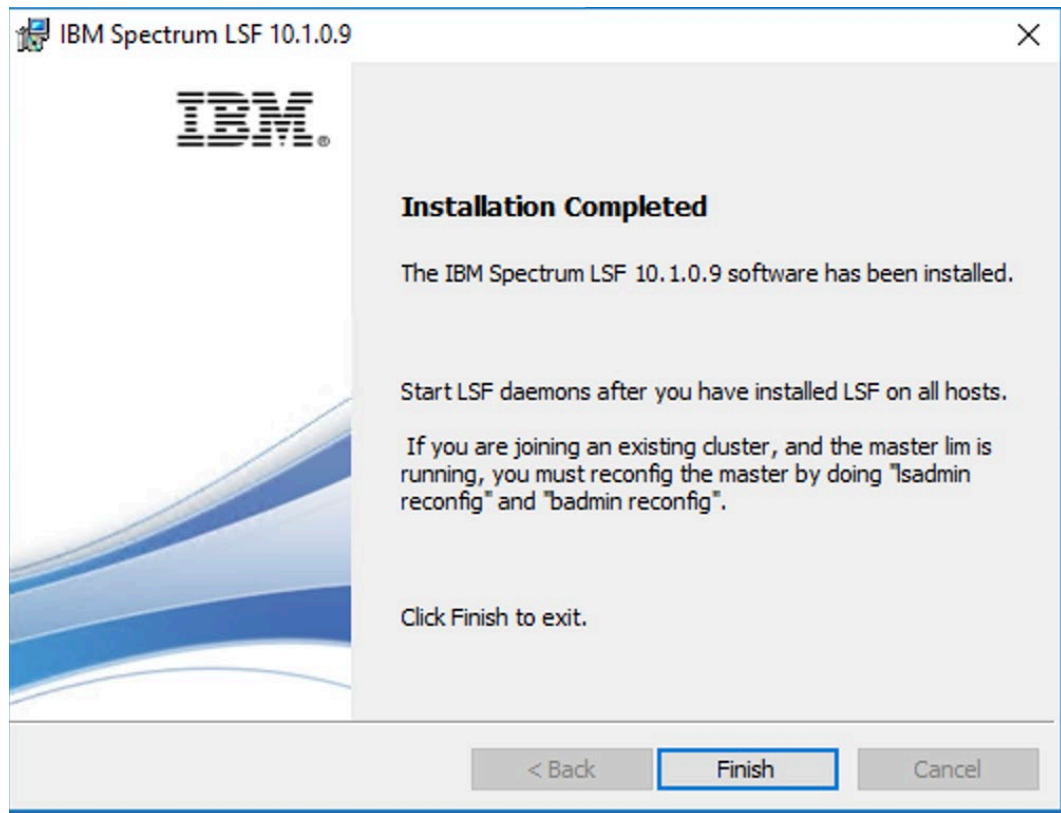 IBM Spectrum LSF 10.1.0.9
IBM®
Installation Completed
The IBM Spectrum LSF 10.1.0.9 software has been installed.
Start LSF daemons after you have installed LSF on all hosts.
If you are joining an existing cluster, and the master lim is
running, you must reconfig the master by doing "lsadmin
reconfig" and "badmin reconfig".
Click Finish to exit.
< Back
Finish
Cancel